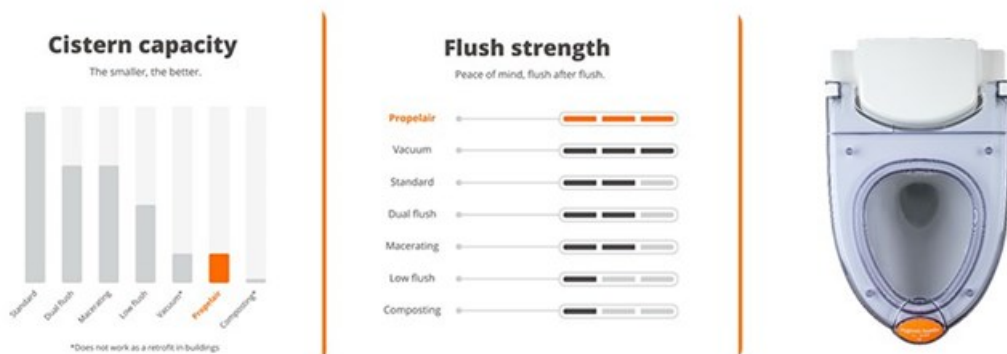 Cistern capacity
The smaller, the better.
Standard
Dual flush
Macerating
Low flush
Vacuum*
Propelair
Composting*
*Does not work as a retrofit in buildings
Flush strength
Peace of mind, flush after flush.
Propelair
Vacuum
Standard
Dual flush
Macerating
Low flush
Composting